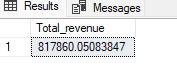 Results Messages
Total_revenue
1 817860.05083847